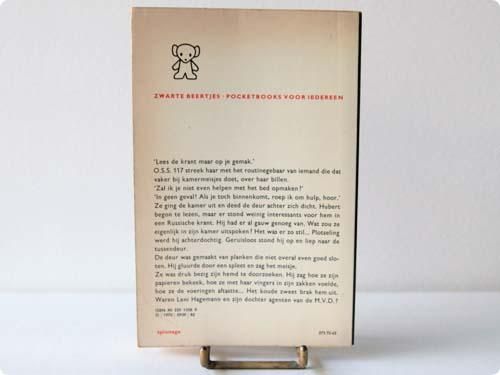 ZWARTE BEERTJES · POCKETBOOKS VOOR IEDEREEN
'Lees de krant maar op je gemak.'
O.S.S. 117 streek haar met het routinegebaar van iemand die dat
vaker bij kamermeisjes doet, over haar billen.
'Zal ik je niet even helpen met het bed opmaken?'
'In geen geval! Als je toch binnenkomt, roep ik om hulp, hoor.'
Ze ging de kamer uit en deed de deur achter zich dicht. Hubert
begon te lezen, maar er stond weinig interessants voor hem in
een Russische krant. Hij had er al gauw genoeg van. Wat zou ze
eigenlijk in zijn kamer uitspoken? Het was er zo stil... Plotseling
werd hij achterdochtig. Geruisloos stond hij op en liep naar de
tussendeur.
De deur was gemaakt van planken die niet overal even goed slo-
ten. Hij gluurde door een spleet en zag het meisje.
Ze was druk bezig zijn hemd te doorzoeken. Hij zag hoe ze zijn
papieren bekeek, hoe ze met haar vingers in zijn zakken voelde,
hoe ze de voeringen aftastte... Het koude zweet brak hem uit.
Waren Leni Hagemann en zijn dochter agenten van de M.V.D.?
spionage